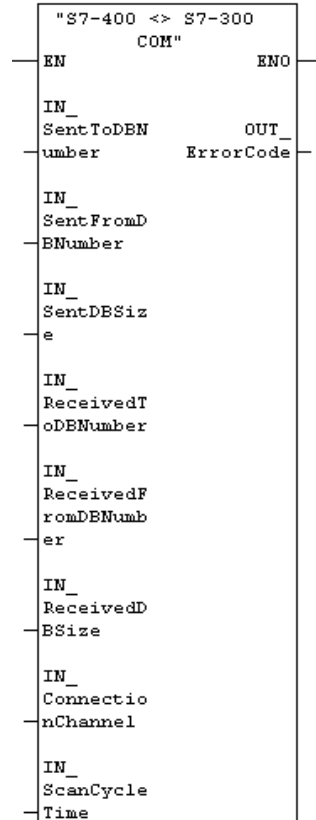 "S7-400 <> S7-300
COM"
EN ENO
IN_
SentToDBN OUT_
umber ErrorCode
IN_
SentFromD
BNumber
IN_
SentDBSiz
e
IN_
ReceivedT
oDBNumber
IN_
ReceivedF
romDBNumb
er
IN_
ReceivedD
BSize
IN_
Connectio
nChannel
IN_
ScanCycle
Time